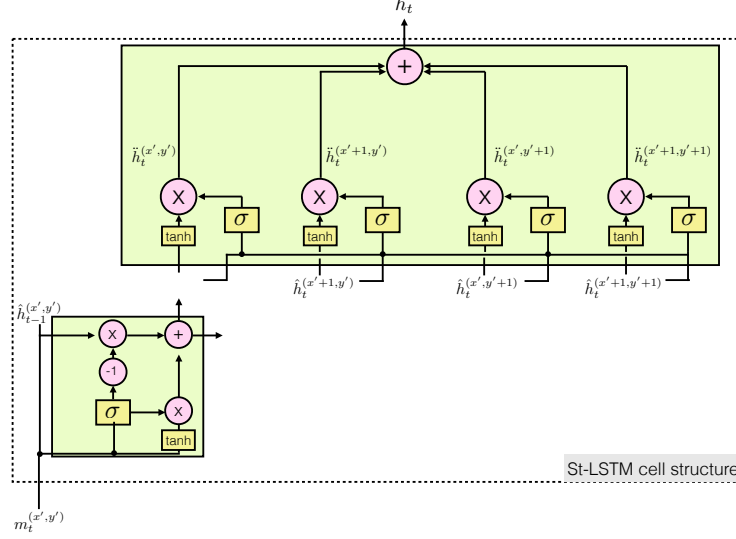 h_t
+
ḧ_t^{(x',y')} ḧ_t^{(x'+1,y')} ḧ_t^{(x',y'+1)} ḧ_t^{(x'+1,y'+1)}
X X X X
σ σ σ σ
tanh tanh tanh tanh
ĥ_t^{(x'+1,y')} ĥ_t^{(x',y'+1)} ĥ_t^{(x'+1,y'+1)}
ĥ_{t-1}^{(x',y')}
X +
-1
σ X
tanh
St-LSTM cell structure
m_t^{(x',y')}